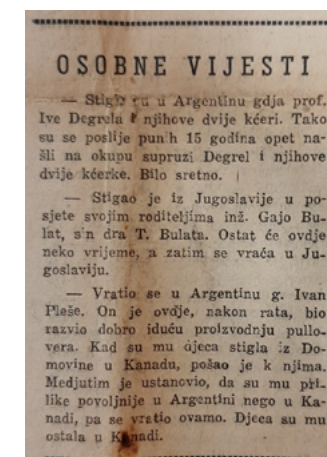 OSOBNE VIJESTI
— Stigle su u Argentinu gdja prof.
Ive Degrela i njihove dvije kćeri. Tako
su se poslije punih 15 godina opet na-
šli na okupu supruzi Degrel i njihove
dvije kćerke. Bilo sretno.
— Stigao je iz Jugoslavije u po-
sjete svojim roditeljima inž. Gajo Bu-
lat, sin dra T. Bulata. Ostat će ovdje
neko vrijeme, a zatim se vraća u Ju-
goslaviju.
— Vratio se u Argentinu g. Ivan
Pleše. On je ovdje, nakon rata, bio
razvio dobro iduću proizvodnju pullo-
vera. Kad su mu djeca stigla iz Do-
movine u Kanadu, pošao je k njima.
Medjutim je ustanovio, da su mu pri-
like povoljnije u Argentini nego u Ka-
nadi, pa se vratio ovamo. Djeca su mu
ostala u Kanadi.